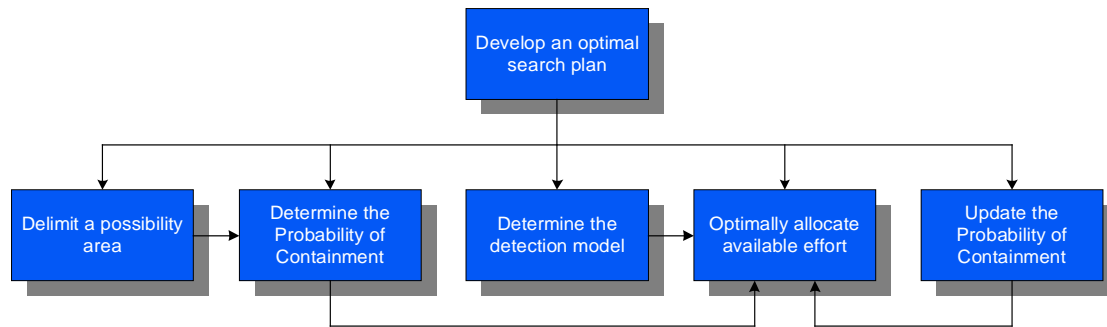 Develop an optimal
search plan
Delimit a possibility
area
Determine the
Probability of
Containment
Determine the
detection model
Optimally allocate
available effort
Update the
Probability of
Containment